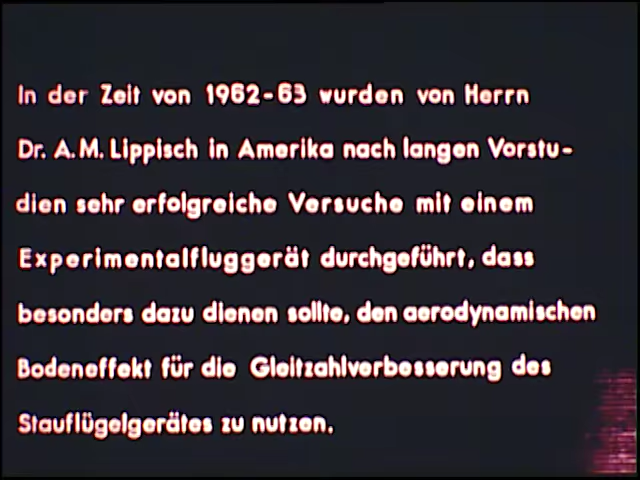 In der Zeit von 1962-63 wurden von Herrn
Dr. A.M. Lippisch in Amerika nach langen Vorstu-
dien sehr erfolgreiche Versuche mit einem
Experimentalfluggerät durchgeführt, dass
besonders dazu dienen sollte, den aerodynamischen
Bodeneffekt für die Gleitzahlverbesserung des
Stauflügelgerätes zu nutzen.